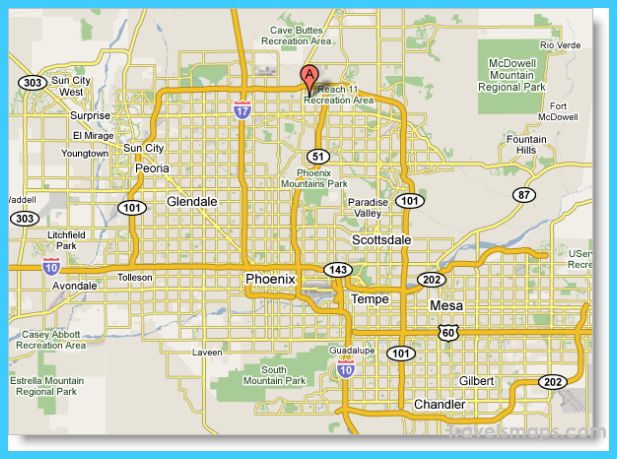 Cave Buttes
Recreation Area
Rio Verde
McDowell
Mountain
Regional Park
303
Sun City
West
A
Reach 11
Recreation Area
17
Surprise
Fort
McDowell
El Mirage
Youngtown
Sun City
Peoria
51
Fountain
Hills
Phoenix
Mountains Park
Waddell
101
Glendale
Paradise
Valley
101
87
303
Litchfield
Park
Scottsdale
10
Tolleson
Phoenix
143
202
USery
Recre
Avondale
Tempe
Mesa
Casey Abbott
Recreation Area
60
Laveen
Guadalupe
101
10
Estrella Mountain
Regional Park
South
Mountain Park
Gilbert
202
Chandler
travelsmaps.com